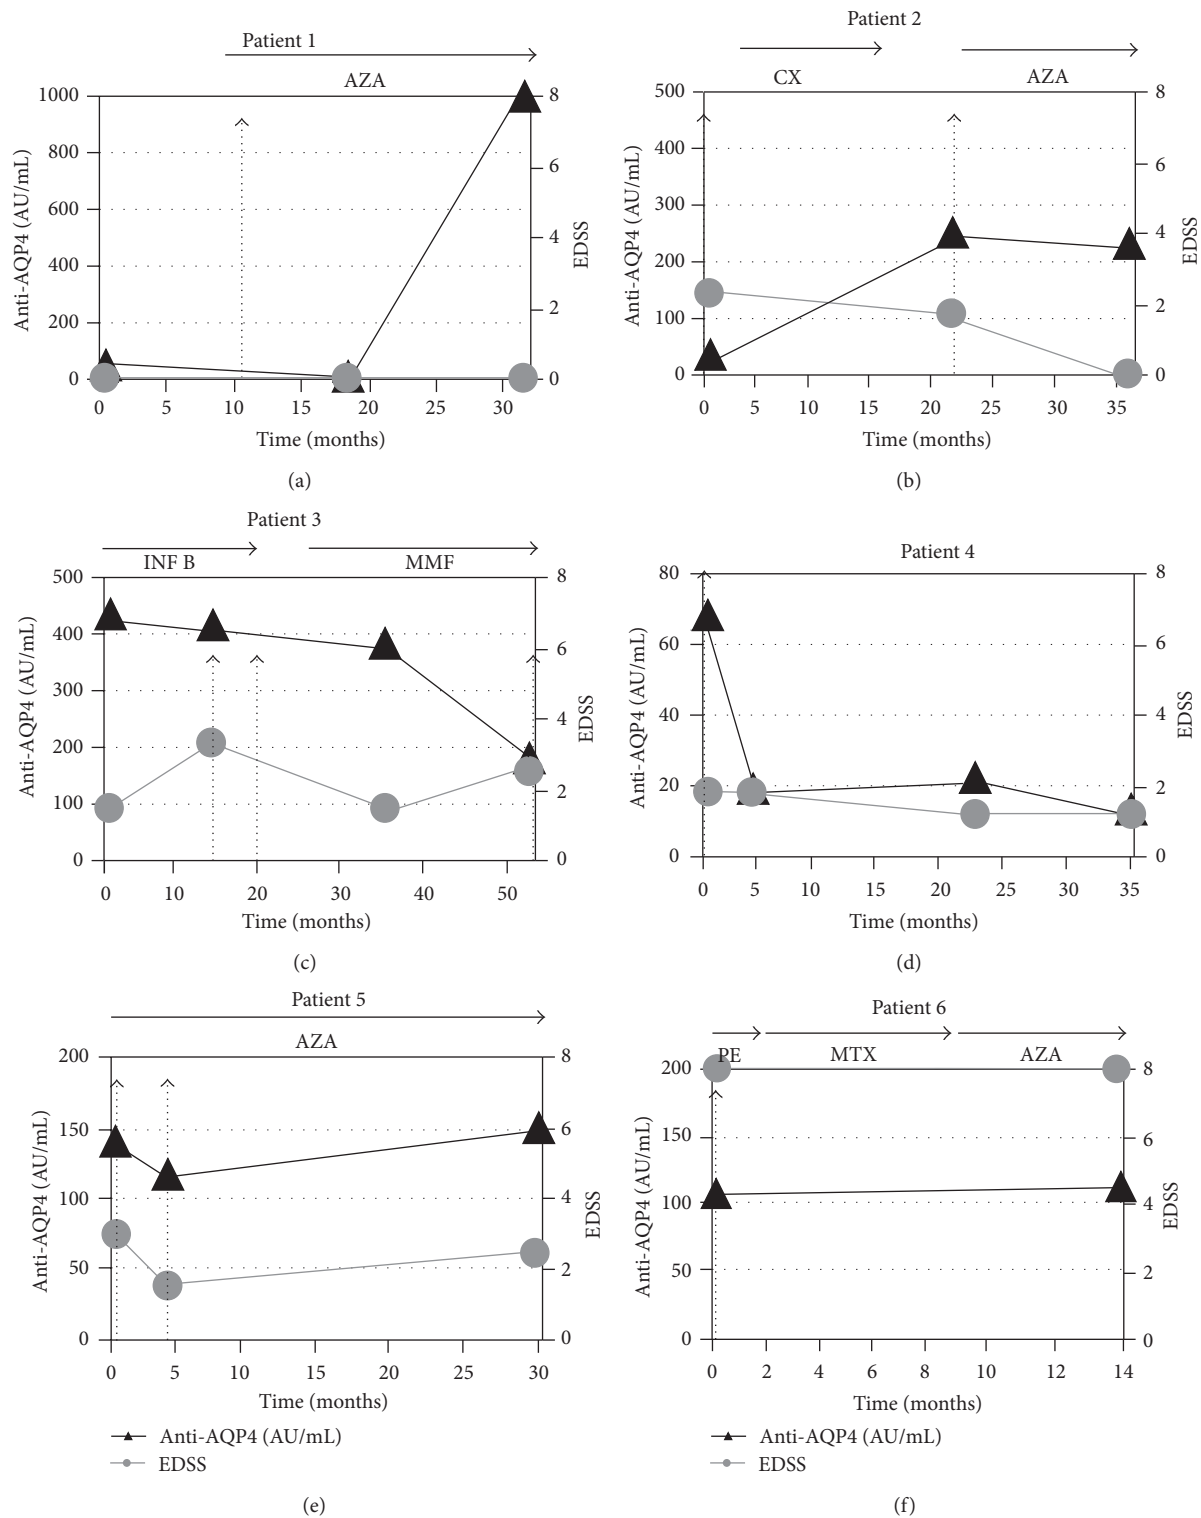 Patient 1
AZA
1000
800
600
400
200
0
8
6
4
2
0
Anti-AQP4 (AU/mL)
EDSS
0 5 10 15 20 25 30
Time (months)
(a)
Patient 2
CX AZA
500
400
300
200
100
0
8
6
4
2
0
Anti-AQP4 (AU/mL)
EDSS
0 5 10 15 20 25 30 35
Time (months)
(b)
Patient 3
INF B MMF
500
400
300
200
100
0
8
6
4
2
0
Anti-AQP4 (AU/mL)
EDSS
0 10 20 30 40 50
Time (months)
(c)
Patient 4
80
60
40
20
0
8
6
4
2
0
Anti-AQP4 (AU/mL)
EDSS
0 5 10 15 20 25 30 35
Time (months)
(d)
Patient 5
AZA
200
150
100
50
0
8
6
4
2
0
Anti-AQP4 (AU/mL)
EDSS
0 5 10 15 20 25 30
Time (months)
Anti-AQP4 (AU/mL)
EDSS
(e)
Patient 6
PE MTX AZA
200
150
100
50
0
8
6
4
2
0
Anti-AQP4 (AU/mL)
EDSS
0 2 4 6 8 10 12 14
Time (months)
Anti-AQP4 (AU/mL)
EDSS
(f)